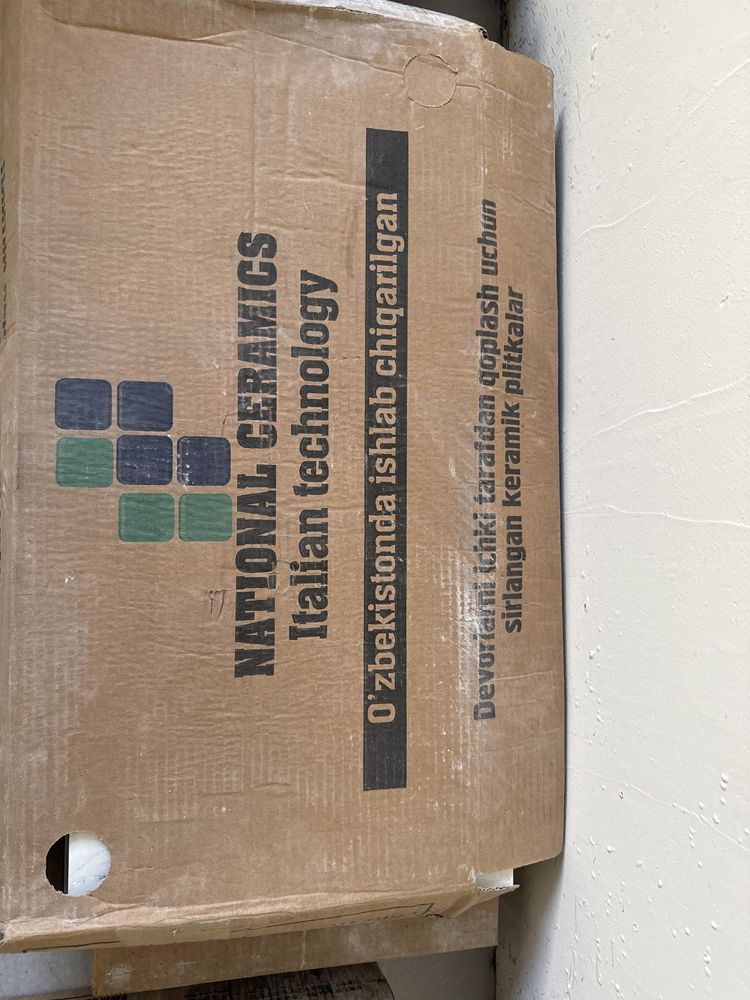 NATIONAL CERAMICS
Italian technology
O'zbekistonda ishlab chiqarilgan
Devorlarni ichki tarafdan qoplash uchun
sirlangan keramik plitkalar